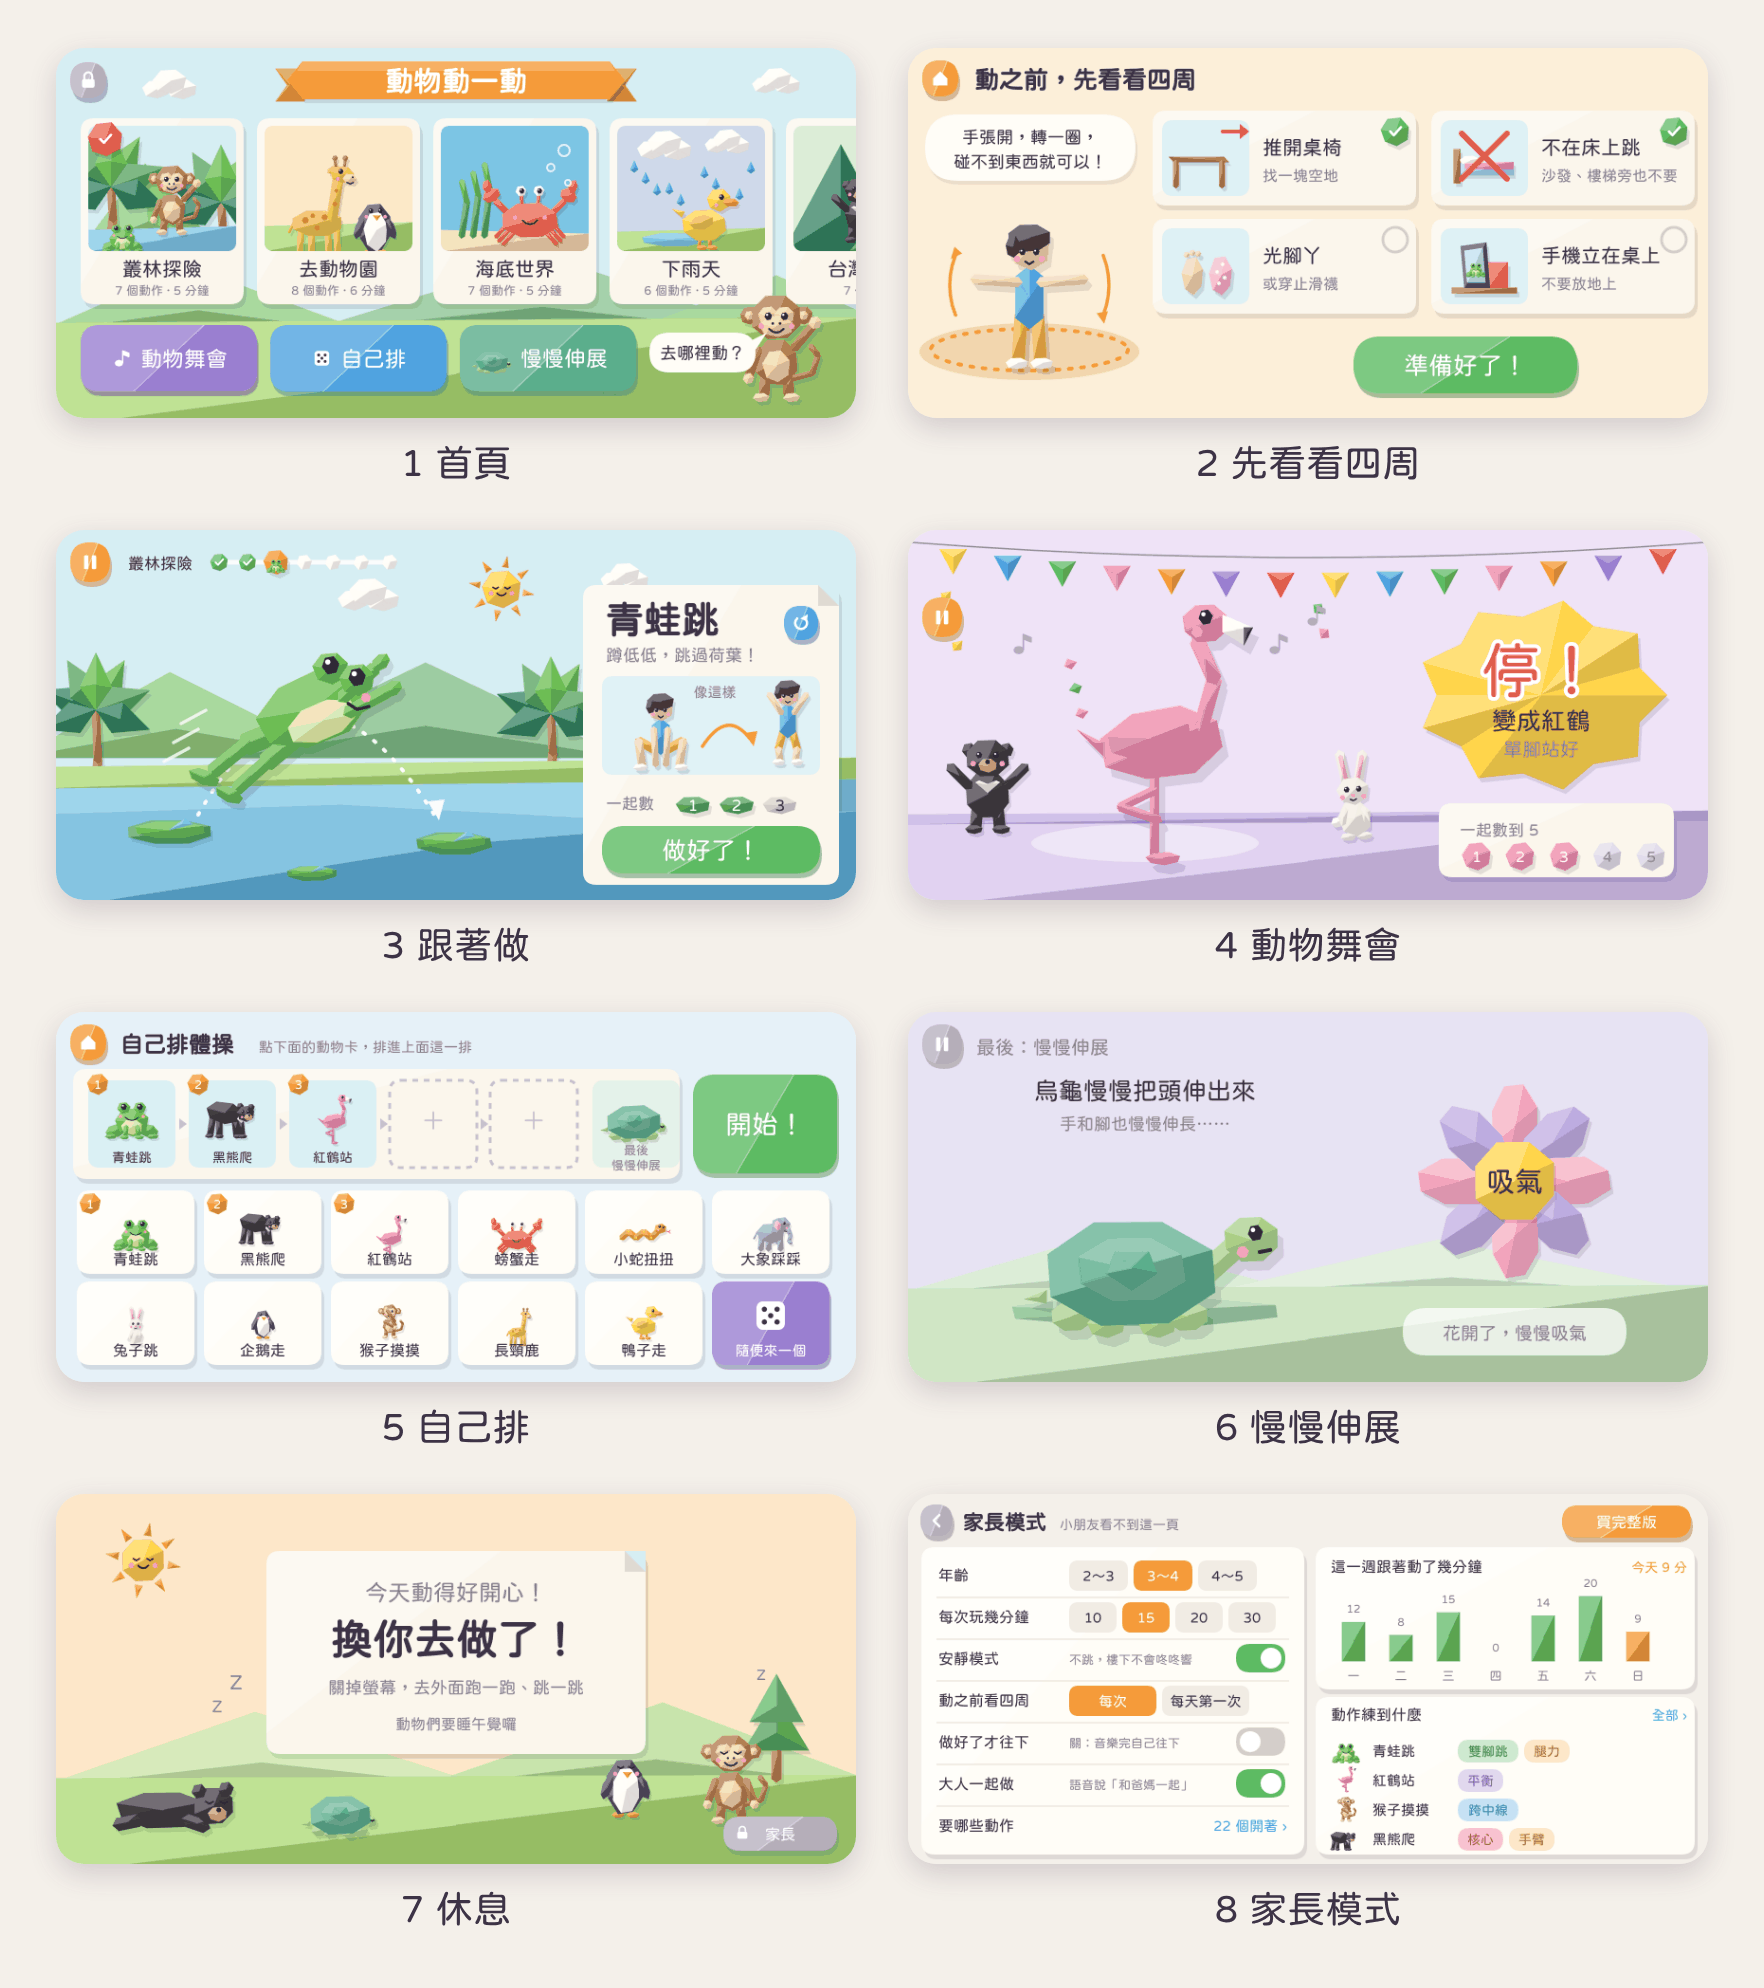 動物動一動
叢林探險
7 個動作·5 分鐘
去動物園
8 個動作·6 分鐘
海底世界
7 個動作·5 分鐘
下雨天
6 個動作·5 分鐘
台灣
7
動物舞會
自己排
慢慢伸展
去哪裡動？
1 首頁
動之前，先看看四周
手張開，轉一圈，
碰不到東西就可以！
推開桌椅
找一塊空地
不在床上跳
沙發、樓梯旁也不要
光腳丫
或穿止滑襪
手機立在桌上
不要放地上
準備好了！
2 先看看四周
叢林探險
青蛙跳
蹲低低，跳過荷葉！
像這樣
一起數
1 2 3
做好了！
3 跟著做
停！
變成紅鶴
單腳站好
一起數到 5
1 2 3 4 5
4 動物舞會
自己排體操
點下面的動物卡，排進上面這一排
1
青蛙跳
2
黑熊爬
3
紅鶴站
+
+
最後
慢慢伸展
開始！
1
青蛙跳
2
黑熊爬
3
紅鶴站
螃蟹走
小蛇扭扭
大象踩踩
兔子跳
企鵝走
猴子摸摸
長頸鹿
鴨子走
隨便來一個
5 自己排
最後：慢慢伸展
烏龜慢慢把頭伸出來
手和腳也慢慢伸長⋯⋯
吸氣
花開了，慢慢吸氣
6 慢慢伸展
今天動得好開心！
換你去做了！
關掉螢幕，去外面跑一跑、跳一跳
動物們要睡午覺囉
Z
Z
Z
家長
7 休息
家長模式
小朋友看不到這一頁
買完整版
年齡
2～3
3～4
4～5
每次玩幾分鐘
10
15
20
30
安靜模式
不跳，樓下不會咚咚響
動之前看四周
每次
每天第一次
做好了才往下
關：音樂完自己往下
大人一起做
語音說「和爸媽一起」
要哪些動作
22 個開著 ›
這一週跟著動了幾分鐘
今天 9 分
12
8
15
0
14
20
9
一
二
三
四
五
六
日
動作練到什麼
全部 ›
青蛙跳
雙腳跳
腿力
紅鶴站
平衡
猴子摸摸
跨中線
黑熊爬
核心
手臂
8 家長模式